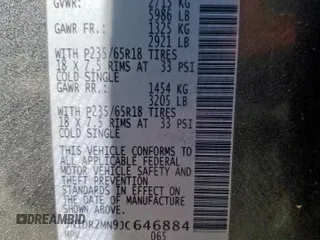 GVWR: 2715 KG
5986 LB
GAWR FR.: 1325 KG
2921 LB
WITH P235/65R18 TIRES
18 X 7.5 RIMS AT 33 PSI
COLD SINGLE
GAWR RR.: 1454 KG
3205 LB
WITH P235/65R18 TIRES
18 X 7.5 RIMS AT 33 PSI
COLD SINGLE
THIS VEHICLE CONFORMS TO
ALL APPLICABLE FEDERAL
MOTOR VEHICLE SAFETY AND
THEFT PREVENTION
STANDARDS IN EFFECT ON
THE DATE OF MANUFACTURE
SHOWN ABOVE.
DR2MN9JC646884
MPV 065
DREAMBID